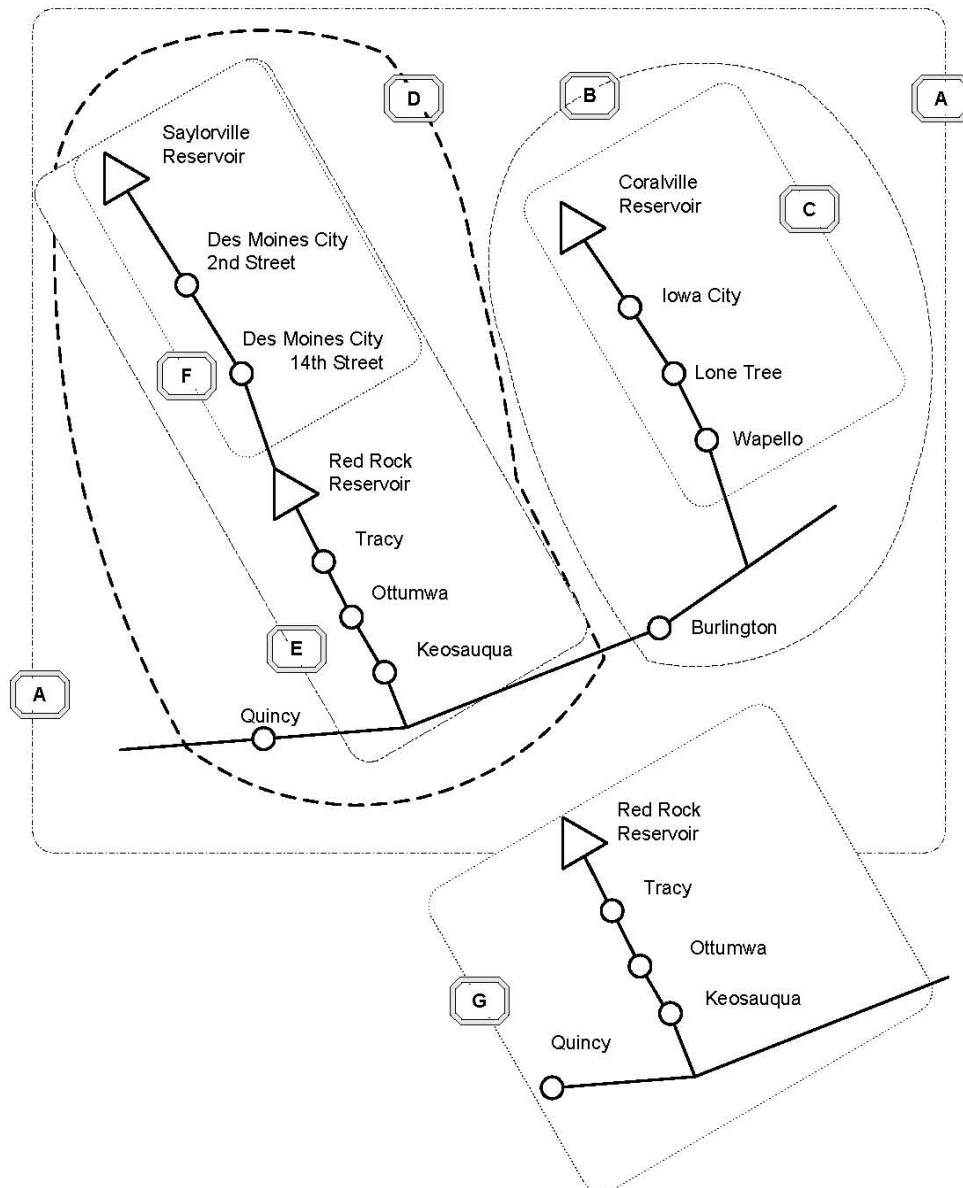 D
B
A
Saylorville
Reservoir
Coralville
Reservoir
C
Des Moines City
2nd Street
Iowa City
Des Moines City
14th Street
F
Lone Tree
Wapello
Red Rock
Reservoir
Tracy
Ottumwa
Burlington
E
Keosauqua
A
Quincy
Red Rock
Reservoir
Tracy
Ottumwa
G
Keosauqua
Quincy